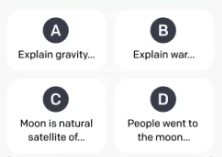 A
Explain gravity...
B
Explain war...
C
Moon is natural
satellite of...
D
People went to
the moon...